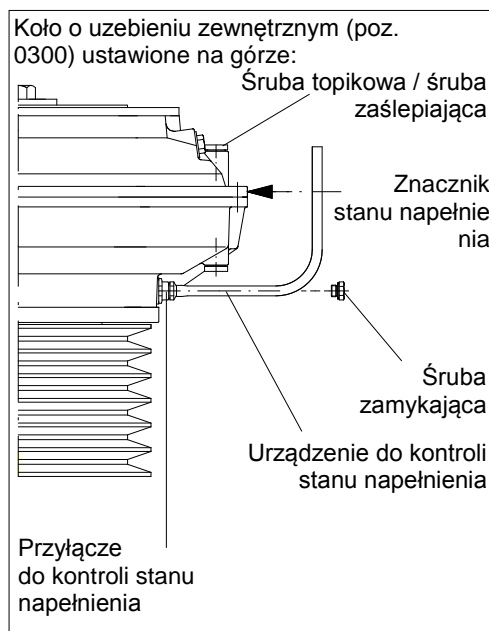 Koło o uzebieniu zewnętrznym (poz.
0300) ustawione na górze:
Śruba topikowa / śruba
zaślepiająca
Znacznik
stanu napełnie
nia
Śruba
zamykająca
Urządzenie do kontroli
stanu napełnienia
Przyłącze
do kontroli stanu
napełnienia